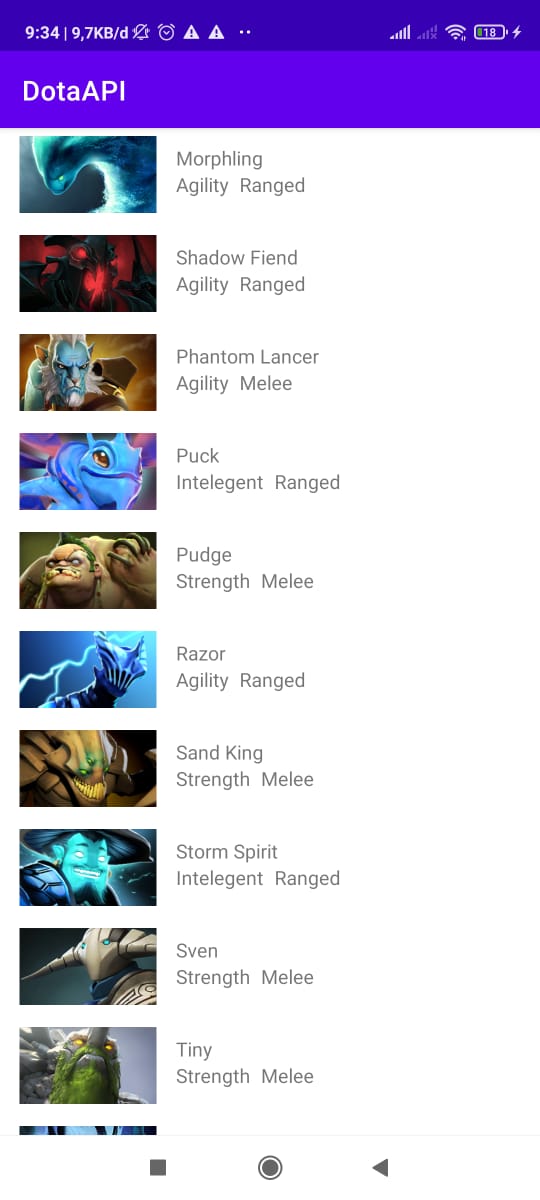 9:34 | 9,7KB/d 18
DotaAPI
Morphling
Agility Ranged
Shadow Fiend
Agility Ranged
Phantom Lancer
Agility Melee
Puck
Intelegent Ranged
Pudge
Strength Melee
Razor
Agility Ranged
Sand King
Strength Melee
Storm Spirit
Intelegent Ranged
Sven
Strength Melee
Tiny
Strength Melee